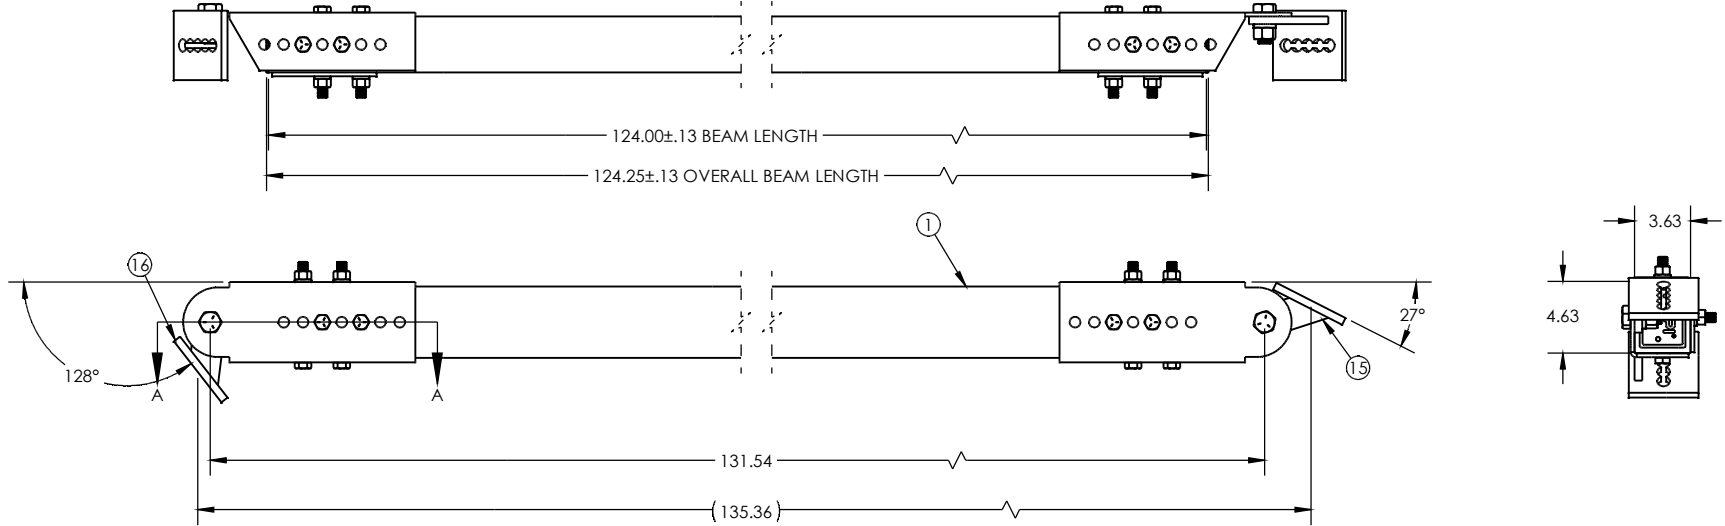 124.00±.13 BEAM LENGTH
124.25±.13 OVERALL BEAM LENGTH
1
3.63
16
4.63
27°
128°
15
A
A
131.54
(135.36)